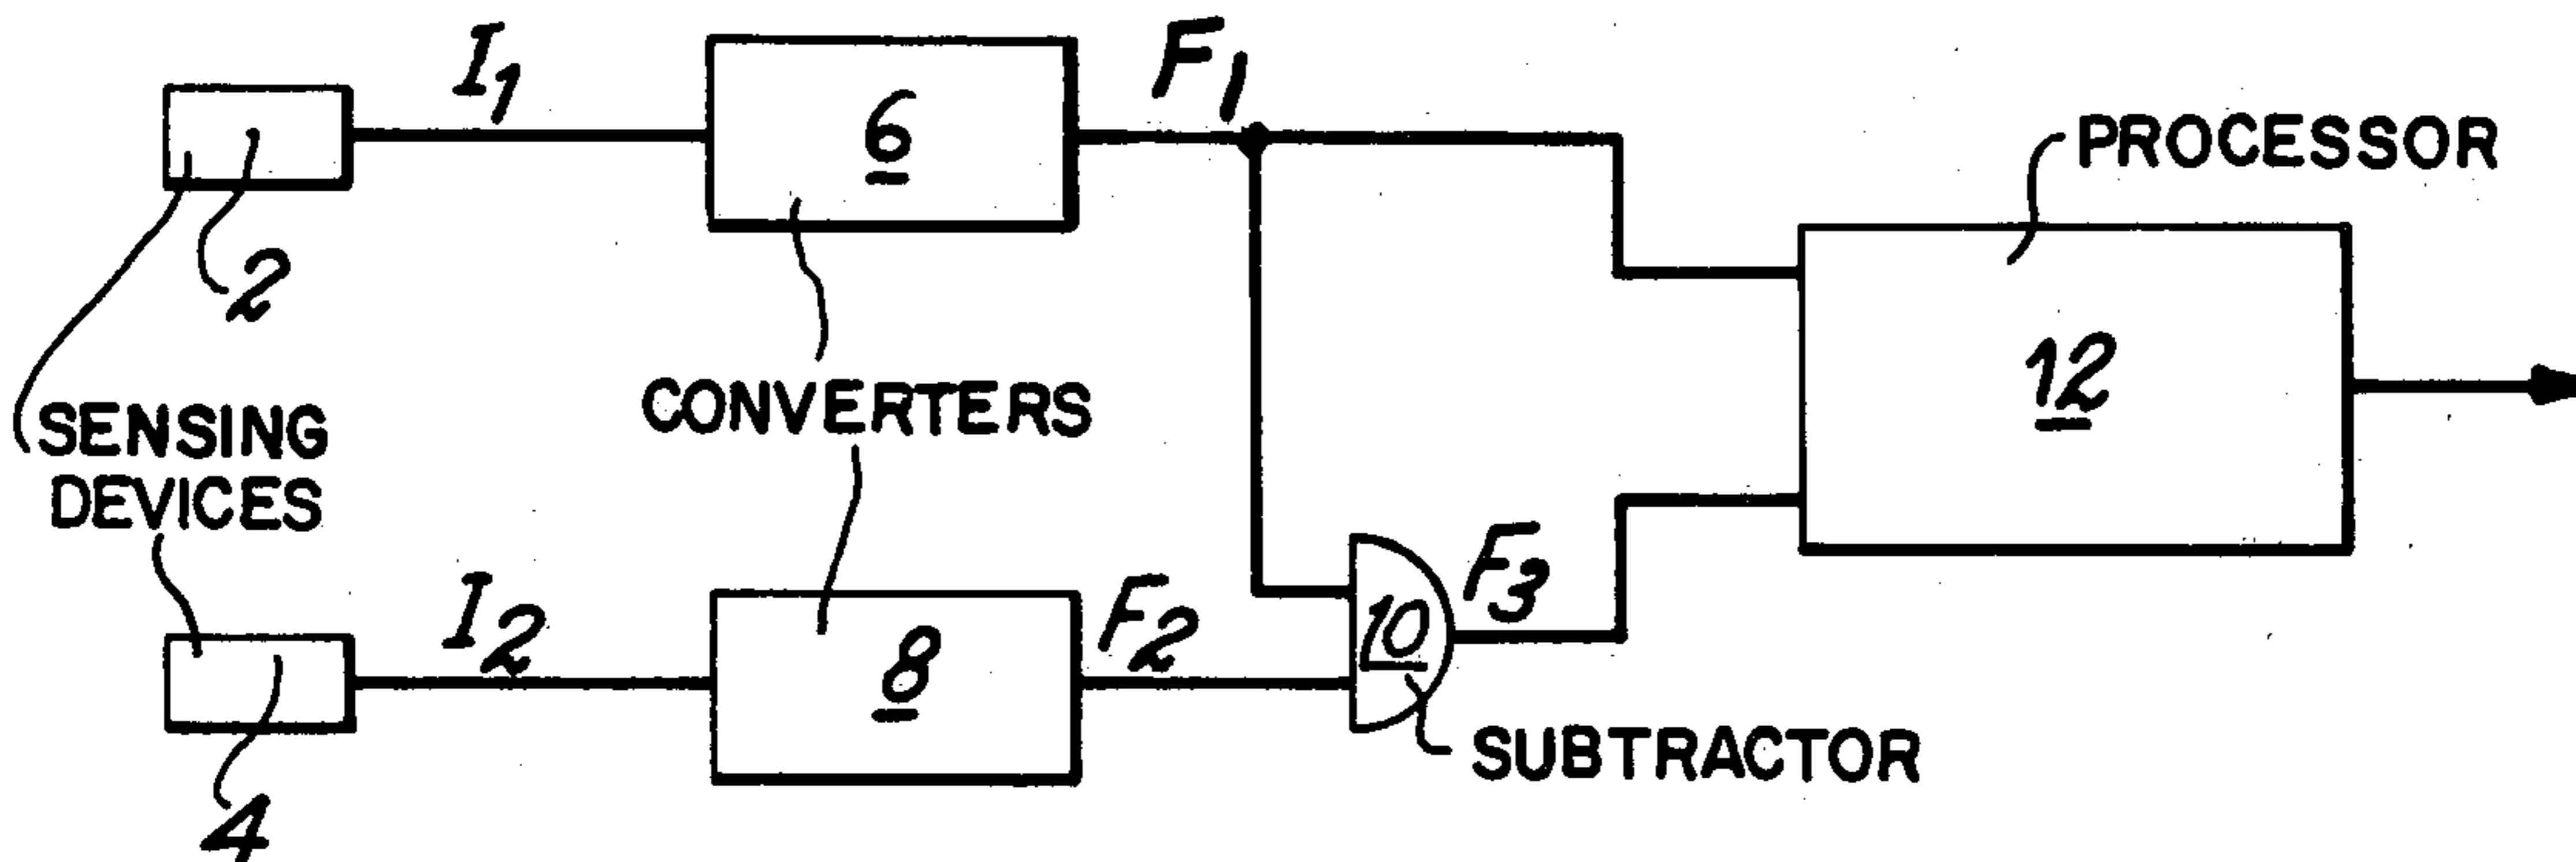 I1
6
F1
PROCESSOR
2
12
SENSING
DEVICES
CONVERTERS
I2
8
F2
10
F3
SUBTRACTOR
4